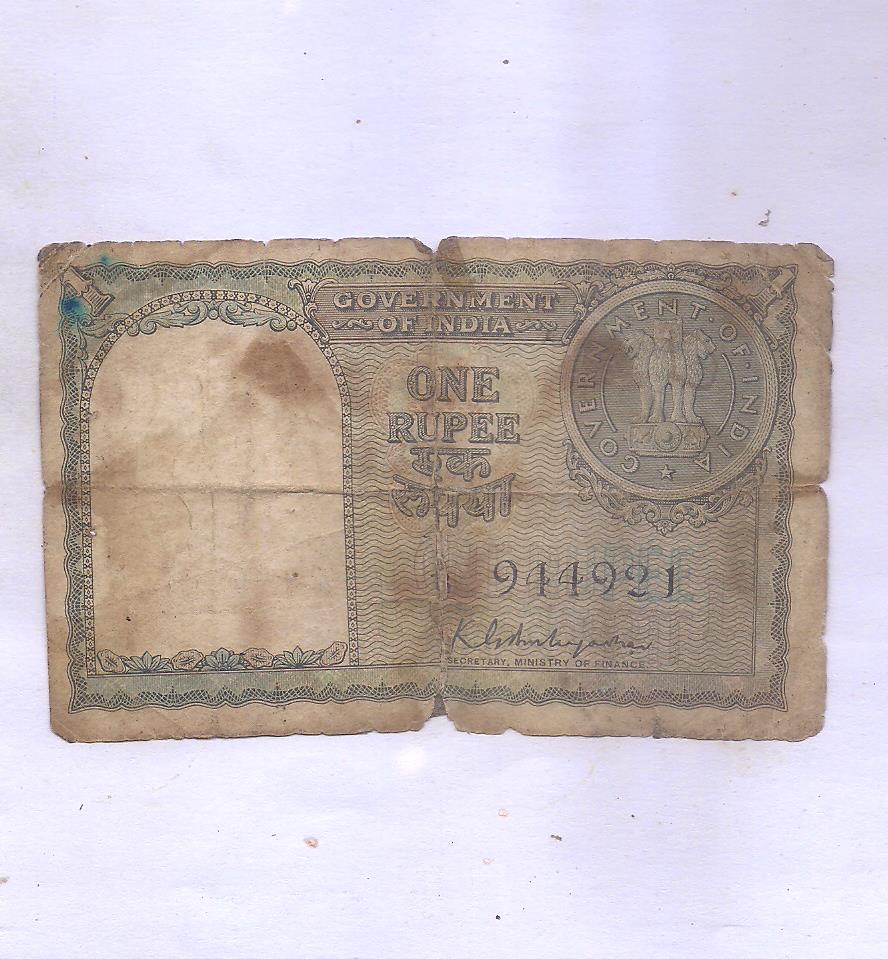 GOVERNMENT
OF INDIA
ONE
RUPEE
एक
रूपया
GOVERNMENT·OF·INDIA
944921
SECRETARY, MINISTRY OF FINANCE.